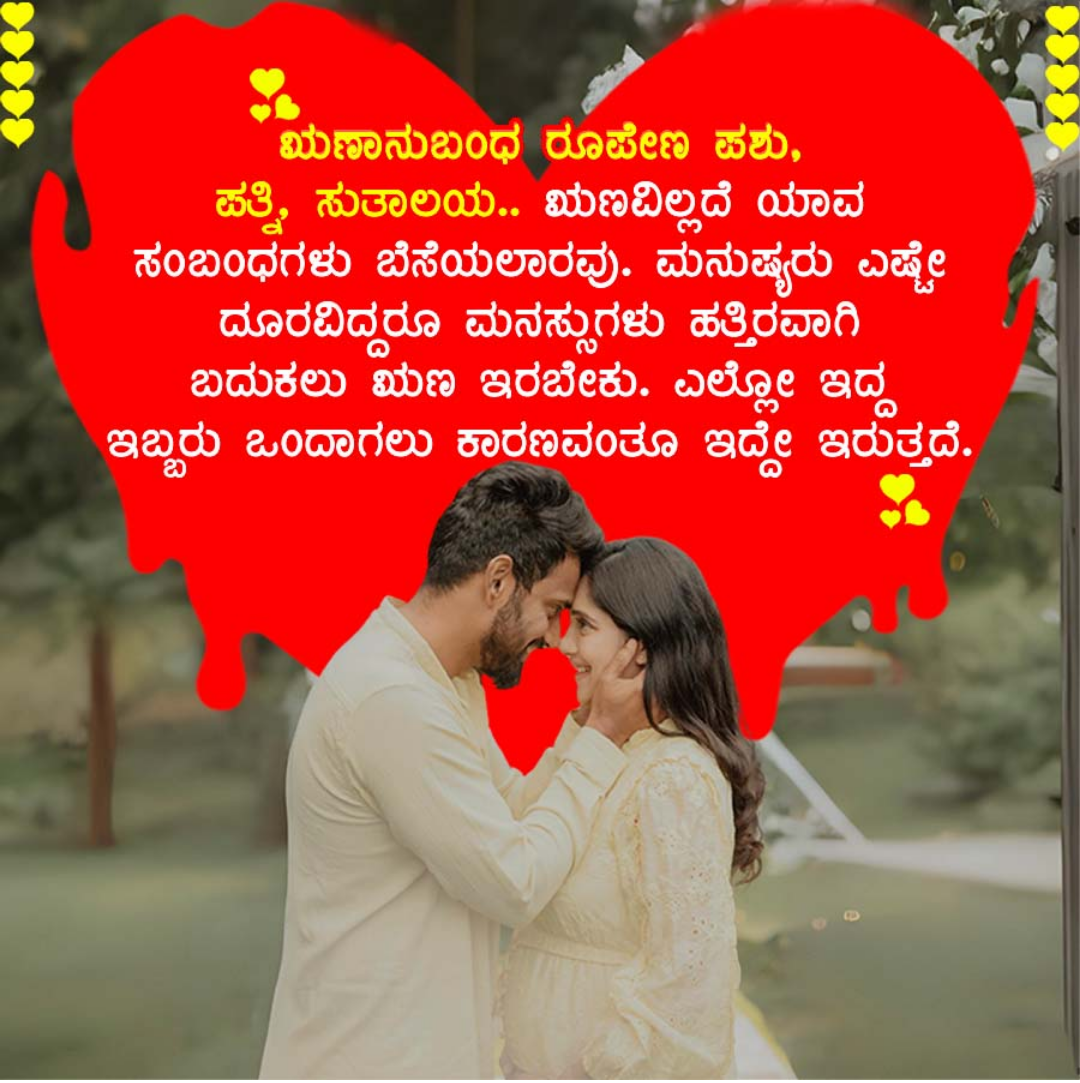 ಋಣಾನುಬಂಧ ರೂಪೇಣ ಪಶು,
ಪತ್ನಿ, ಸುತಾಲಯ.. ಋಣವಿಲ್ಲದೆ ಯಾವ
ಸಂಬಂಧಗಳು ಬೆಸೆಯಲಾರವು. ಮನುಷ್ಯರು ಎಷ್ಟೇ
ದೂರವಿದ್ದರೂ ಮನಸ್ಸುಗಳು ಹತ್ತಿರವಾಗಿ
ಬದುಕಲು ಋಣ ಇರಬೇಕು. ಎಲ್ಲೋ ಇದ್ದ
ಇಬ್ಬರು ಒಂದಾಗಲು ಕಾರಣವಂತೂ ಇದ್ದೇ ಇರುತ್ತದೆ.